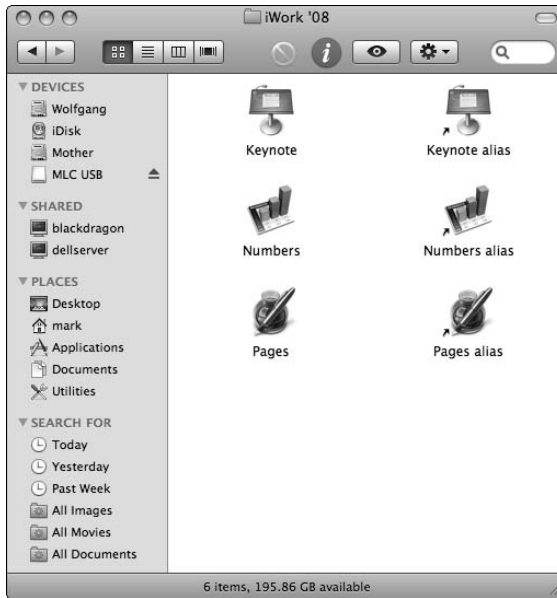 iWork '08
DEVICES
Wolfgang
iDisk
Mother
MLC USB
SHARED
blackdragon
dellserver
PLACES
Desktop
mark
Applications
Documents
Utilities
SEARCH FOR
Today
Yesterday
Past Week
All Images
All Movies
All Documents
Keynote Keynote alias
Numbers Numbers alias
Pages Pages alias
6 items, 195.86 GB available